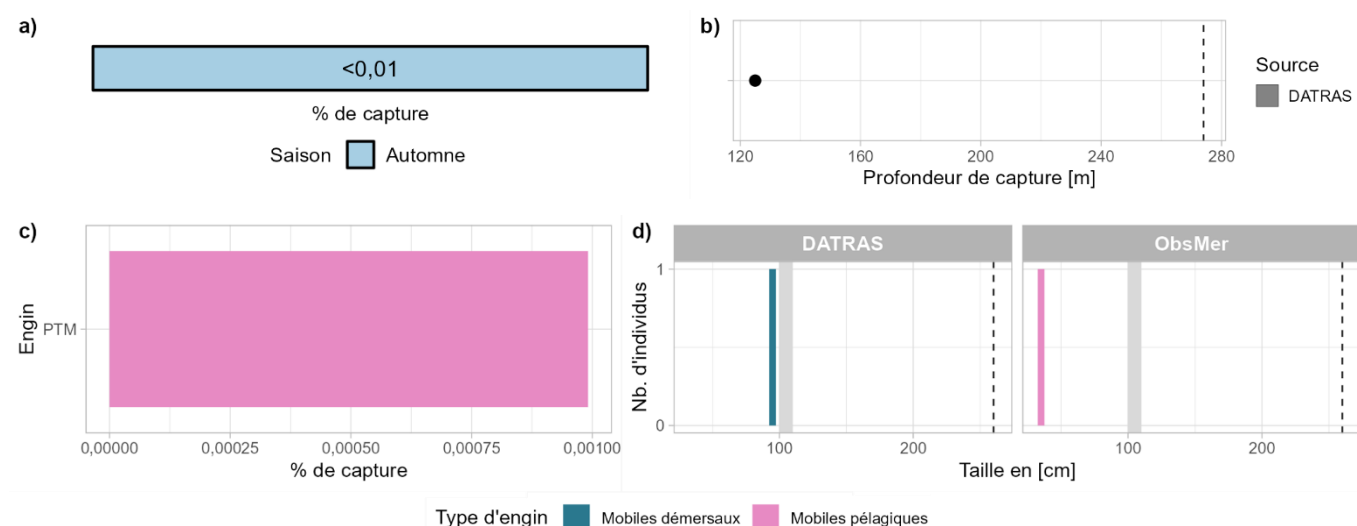 a)
<0,01
% de capture
Saison Automne
b)
120 160 200 240 280
Profondeur de capture [m]
Source
DATRAS
c)
Engin
PTM
0,00000 0,00025 0,00050 0,00075 0,00100
% de capture
d)
DATRAS ObsMer
Nb. d'individus
1
0
100 200 100 200
Taille en [cm]
Type d'engin Mobiles démersaux Mobiles pélagiques